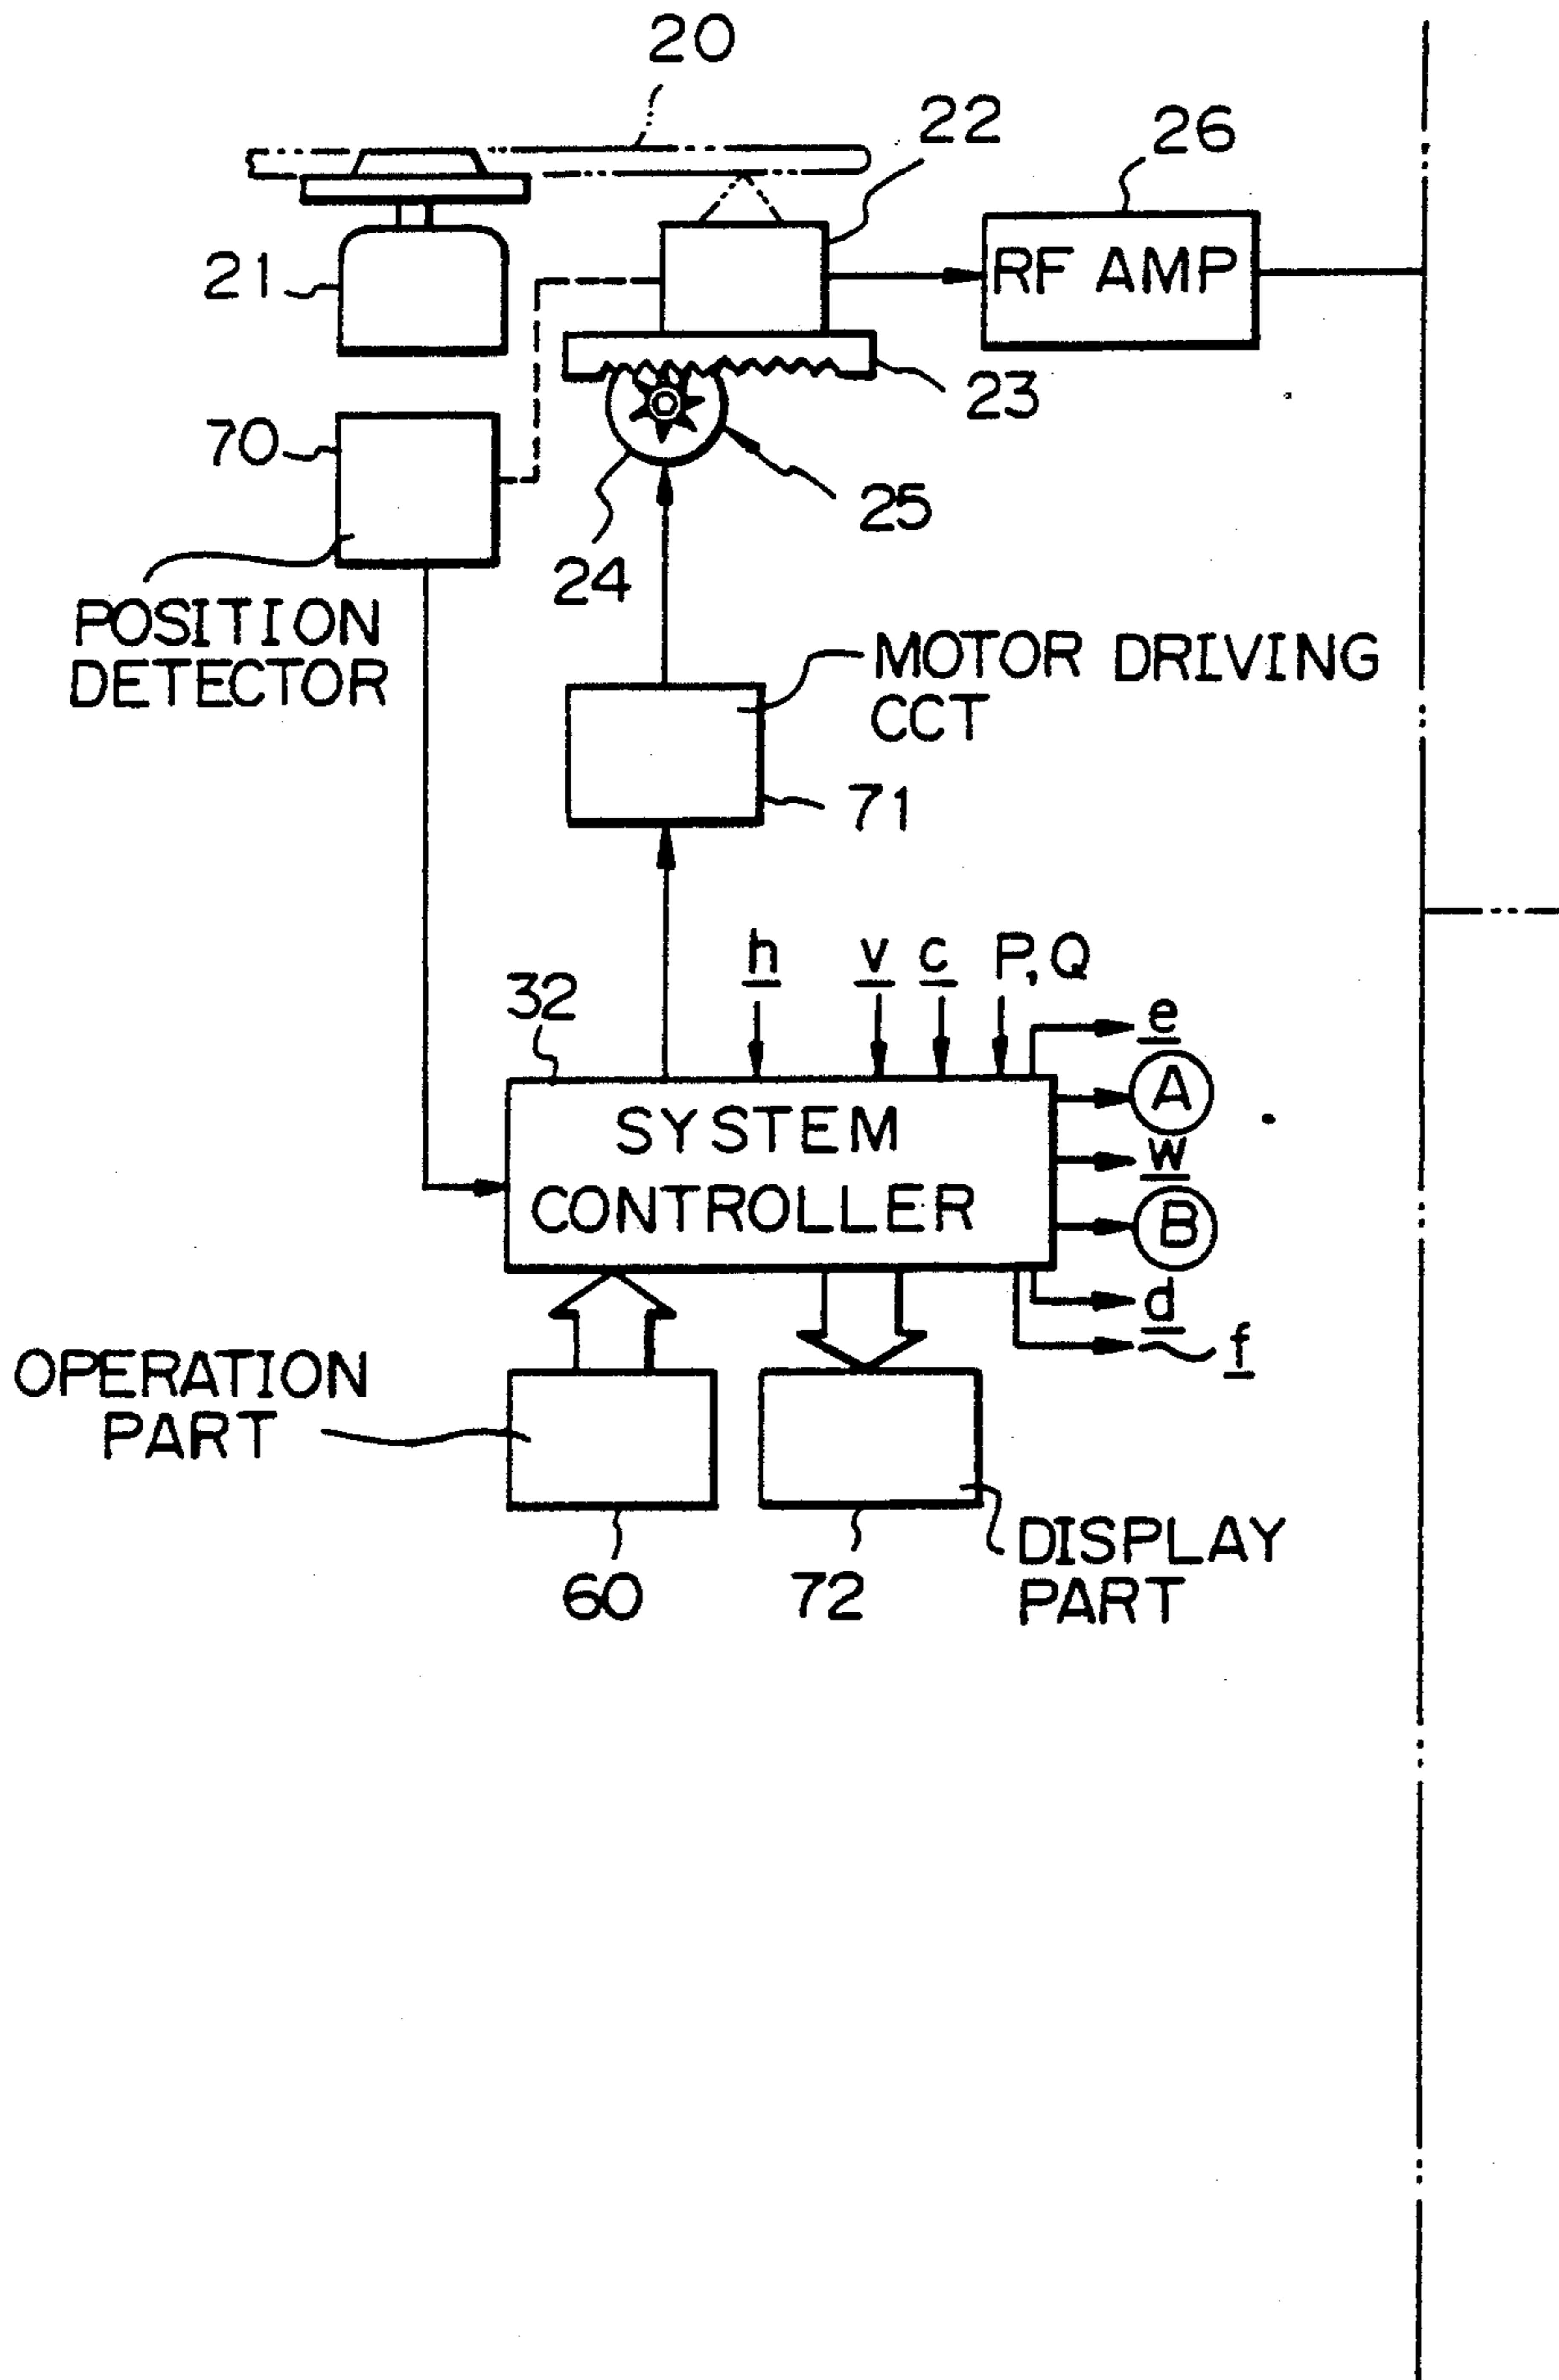 20
22
26
21
RF AMP
23
70
25
24
POSITION
DETECTOR
MOTOR DRIVING
CCT
71
h
v
c
P, Q
32
e
A
SYSTEM
w
CONTROLLER
B
d
f
OPERATION
PART
DISPLAY
PART
60
72